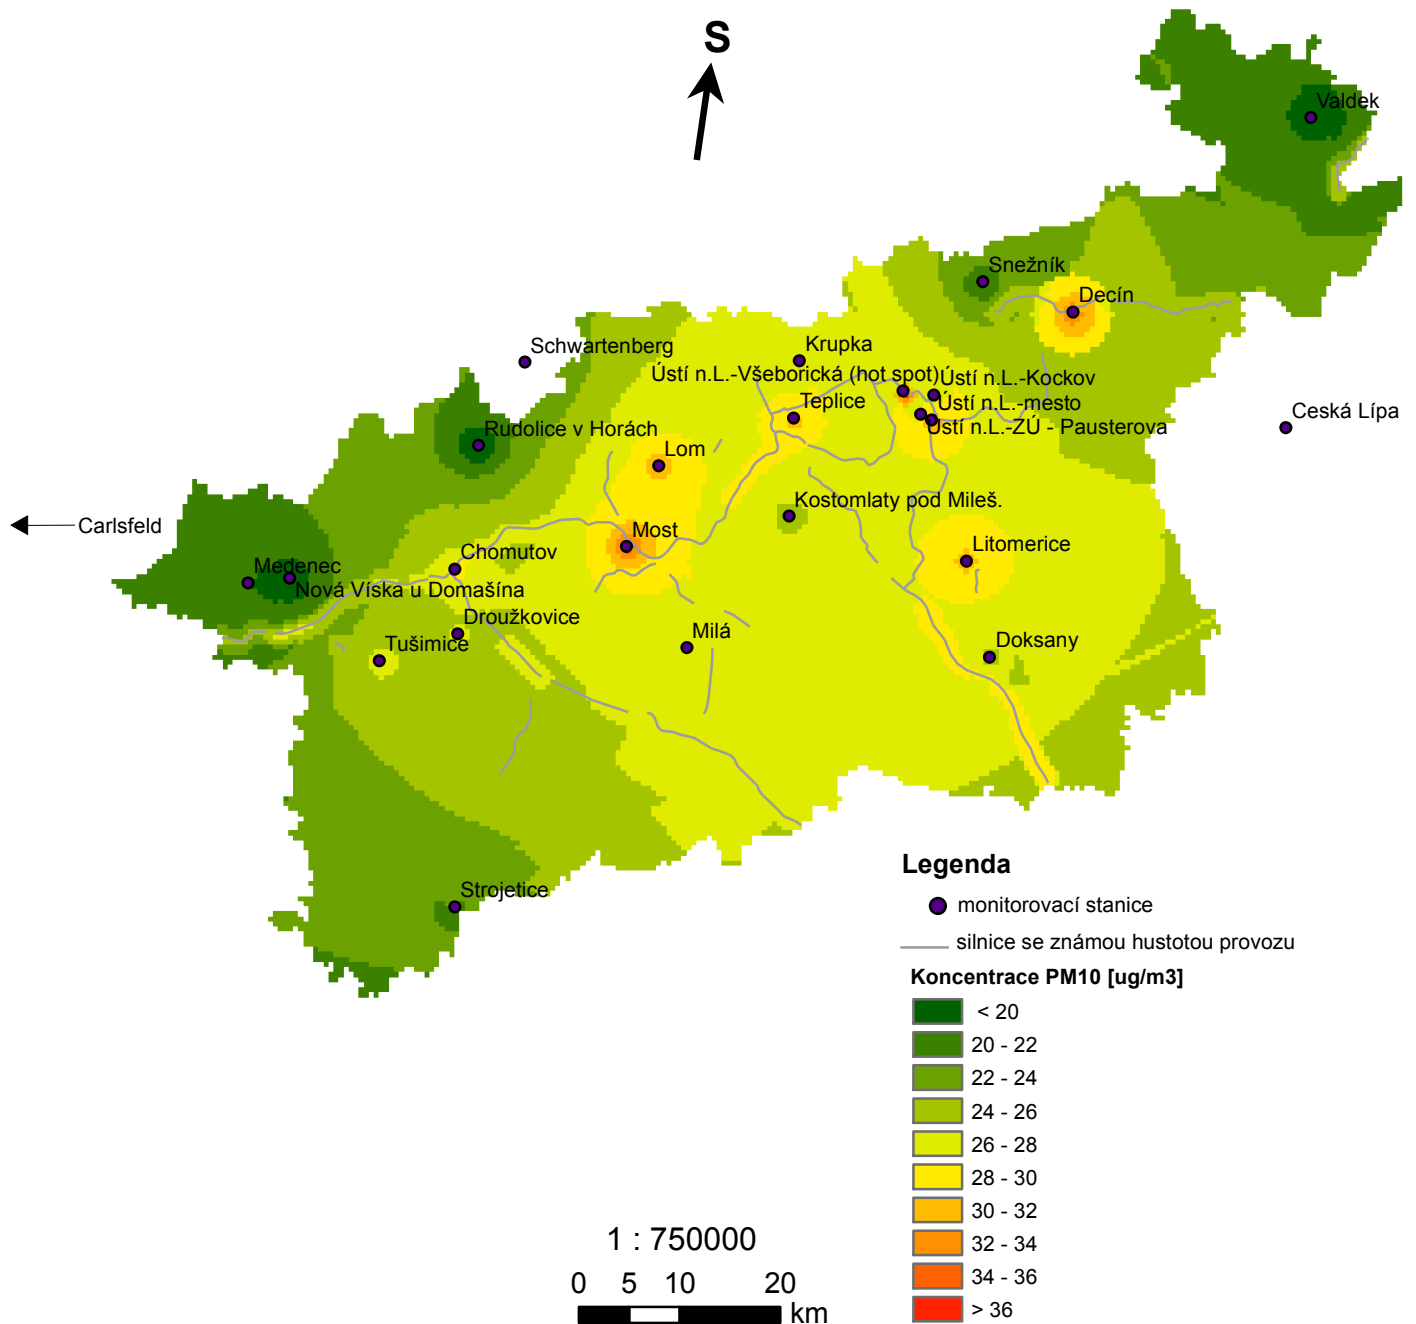 S
Valdek
Snežník
Decín
Schwartenberg
Krupka
Ústí n.L.-Všeborická (hot spot)
Ústí n.L.-Kockov
Teplice
Ústí n.L.-mesto
Ceská Lípa
Ústí n.L.-ZÚ - Pausterova
Rudolice v Horách
Lom
Kostomlaty pod Mileš.
Carlsfeld
Most
Litomerice
Chomutov
Medenec
Nová Víska u Domašína
Droužkovice
Milá
Tušimice
Doksany
Strojetice
Legenda
monitorovací stanice
silnice se známou hustotou provozu
Koncentrace PM10 [ug/m3]
< 20
20 - 22
22 - 24
24 - 26
26 - 28
28 - 30
30 - 32
32 - 34
34 - 36
> 36
1 : 750000
0 5 10 20
km